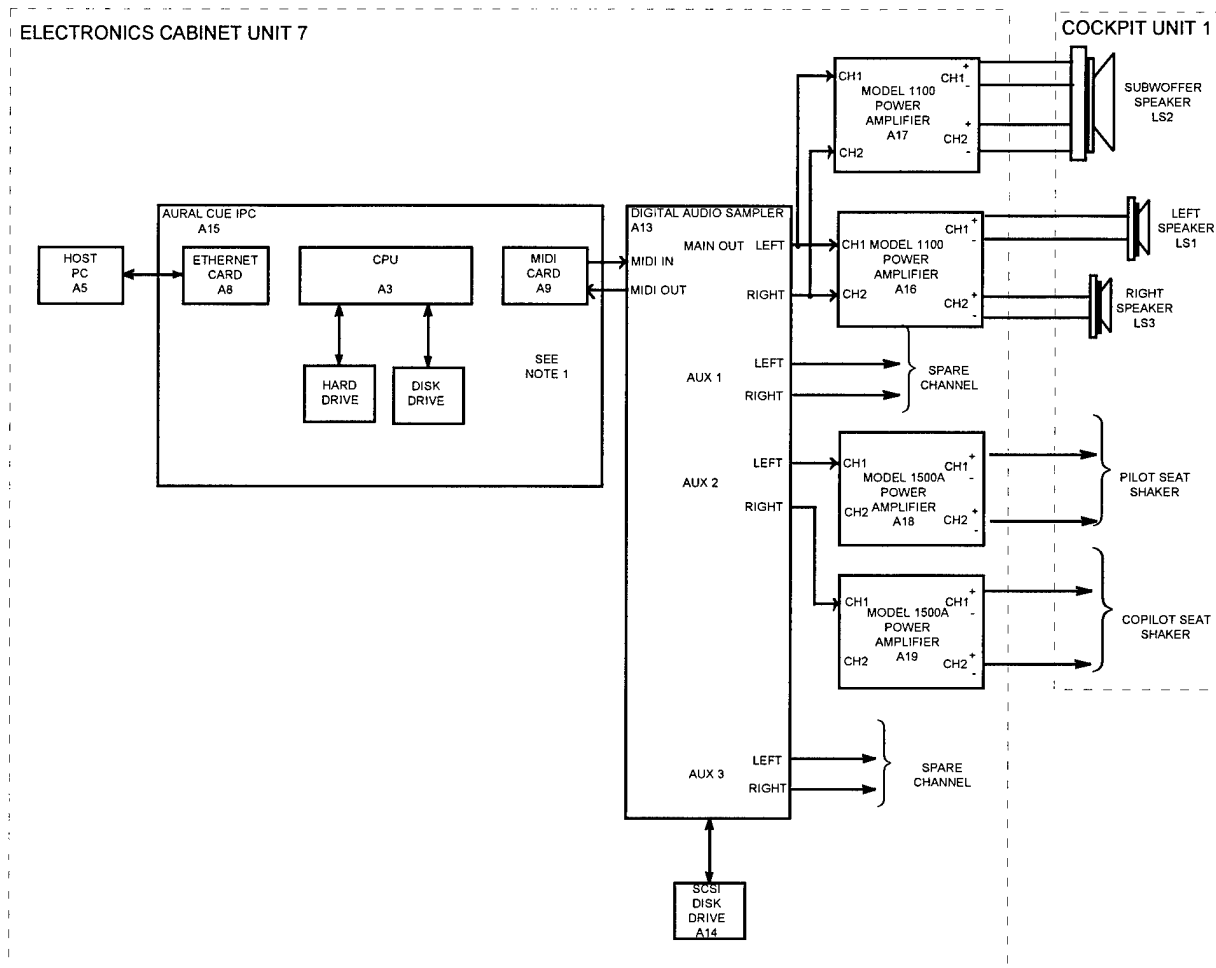 ELECTRONICS CABINET UNIT 7
COCKPIT UNIT 1
HOST
PC
A5
AURAL CUE IPC
A15
ETHERNET
CARD
A8
CPU
A3
HARD
DRIVE
DISK
DRIVE
MIDI
CARD
A9
SEE
NOTE 1
DIGITAL AUDIO SAMPLER
A13
MIDI IN
MIDI OUT
MAIN OUT LEFT
RIGHT
AUX 1
LEFT
RIGHT
AUX 2
LEFT
RIGHT
AUX 3
LEFT
RIGHT
SCSI
DISK
DRIVE
A14
CH1
CH2
MODEL 1100
POWER
AMPLIFIER
A17
CH1
+
-
CH2
+
-
SUBWOFFER
SPEAKER
LS2
CH1
CH2
MODEL 1100
POWER
AMPLIFIER
A16
CH1
+
-
CH2
+
-
LEFT
SPEAKER
LS1
RIGHT
SPEAKER
LS3
SPARE
CHANNEL
CH1
CH2
MODEL 1500A
POWER
AMPLIFIER
A18
CH1
+
-
CH2
+
-
PILOT SEAT
SHAKER
CH1
CH2
MODEL 1500A
POWER
AMPLIFIER
A19
CH1
+
-
CH2
+
-
COPILOT SEAT
SHAKER
SPARE
CHANNEL